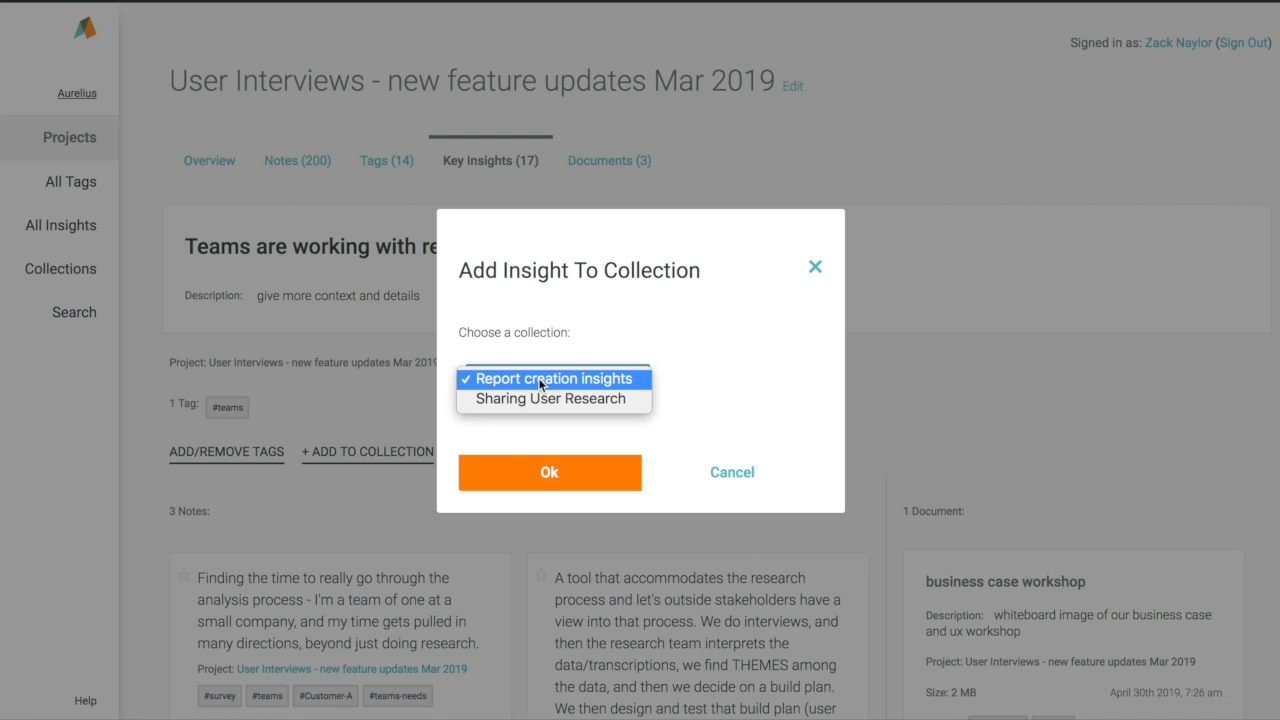 Signed in as: Zack Naylor (Sign Out)
User Interviews - new feature updates Mar 2019 Edit
Aurelius
Projects
All Tags
All Insights
Collections
Search
Help
Overview Notes (200) Tags (14) Key Insights (17) Documents (3)
Teams are working with
Description: give more context and details
Project: User Interviews - new feature updates Mar 2019
1 Tag: #teams
ADD/REMOVE TAGS + ADD TO COLLECTION
Add Insight To Collection
Choose a collection:
✓ Report creation insights
Sharing User Research
Ok Cancel
3 Notes:
Finding the time to really go through the
analysis process - I'm a team of one at a
small company, and my time gets pulled in
many directions, beyond just doing research.
Project: User Interviews - new feature updates Mar 2019
#survey #teams #Customer-A #teams-needs
A tool that accommodates the research
process and let's outside stakeholders have a
view into that process. We do interviews, and
then the research team interprets the
data/transcriptions, we find THEMES among
the data, and then we decide on a build plan.
We then design and test that build plan (user
1 Document:
business case workshop
Description: whiteboard image of our business case
and ux workshop
Project: User Interviews - new feature updates Mar 2019
Size: 2 MB April 30th 2019, 7:26 am